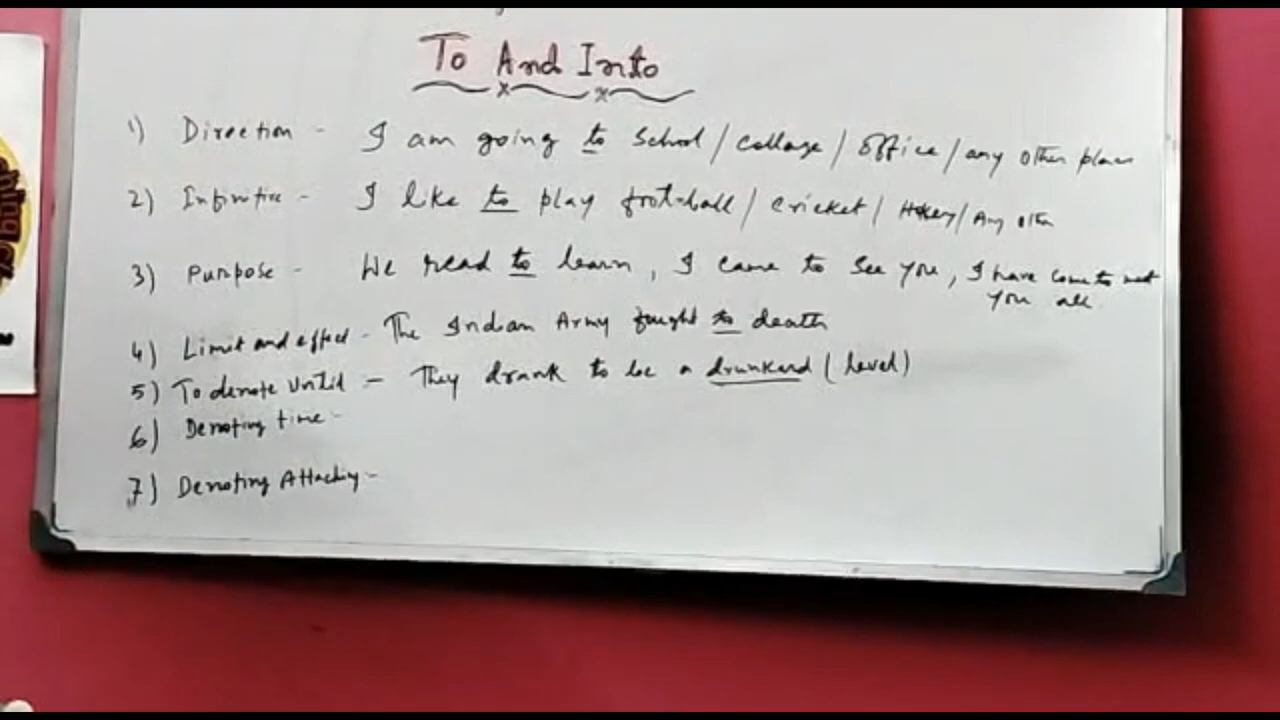 To And Into
1) Direction - I am going to School / Collage / Office / any other place
2) Infinitive - I like to play foot-ball / Cricket / Hokey / Any other
3) Purpose - We read to learn, I came to See you, I have come to meet
you all.
4) Limit and effect - The Indian Army fought to death
5) To denote Until - They drank to be a drunkard (level)
6) Denoting time -
7) Denoting Attaching -